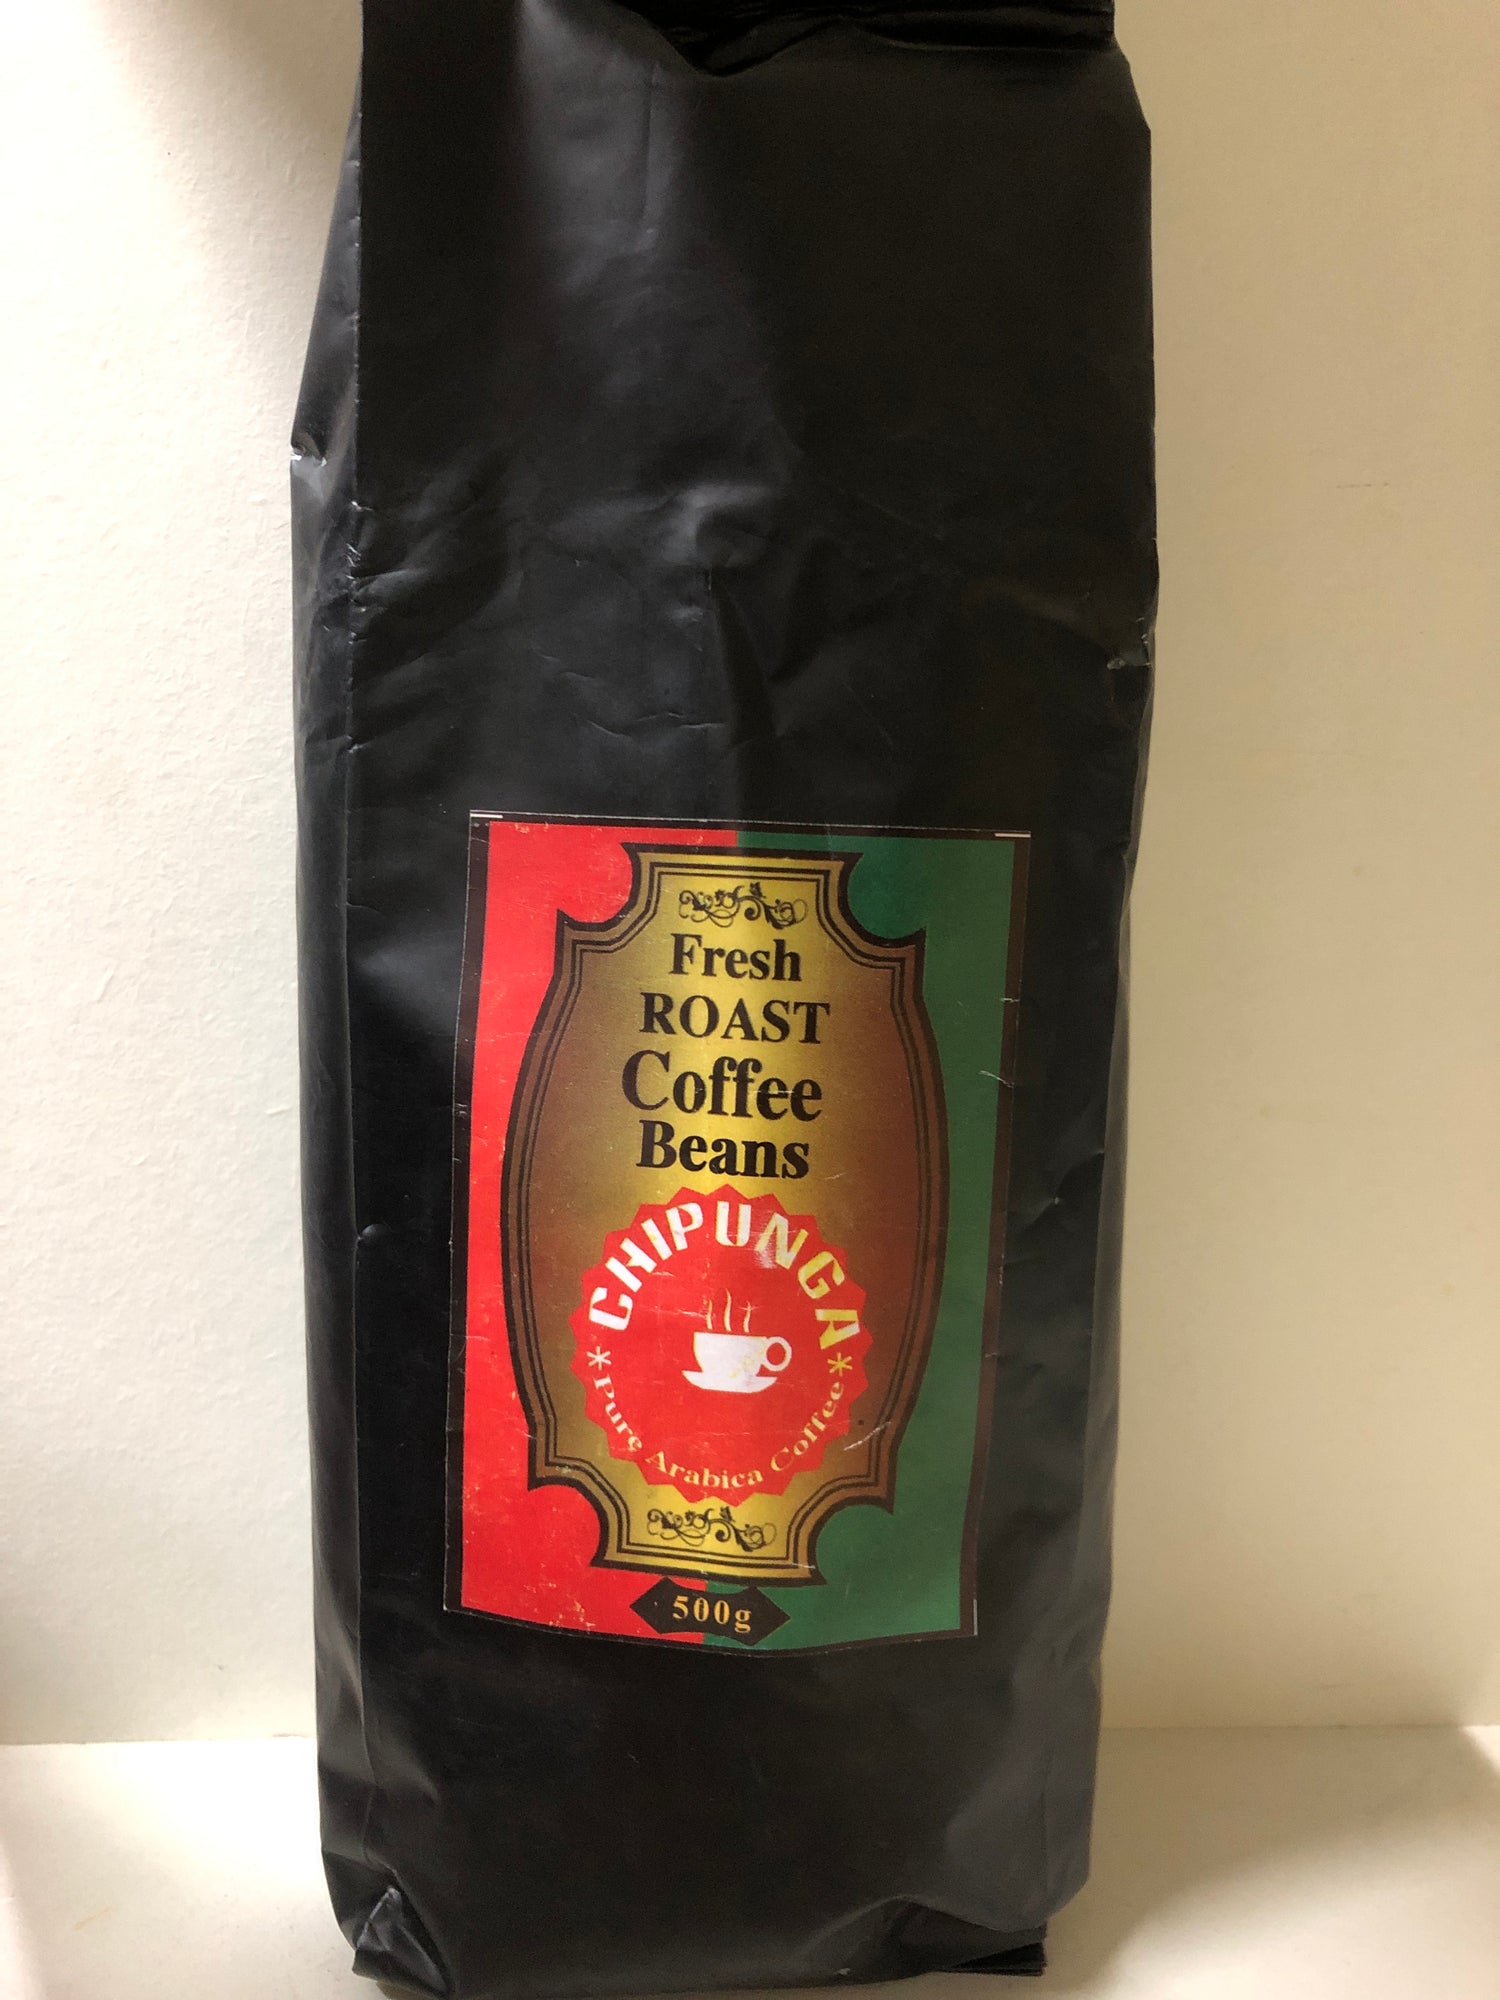 Fresh
ROAST
Coffee
Beans
CHIPUNGA
* Pure Arabica Coffee *
500g